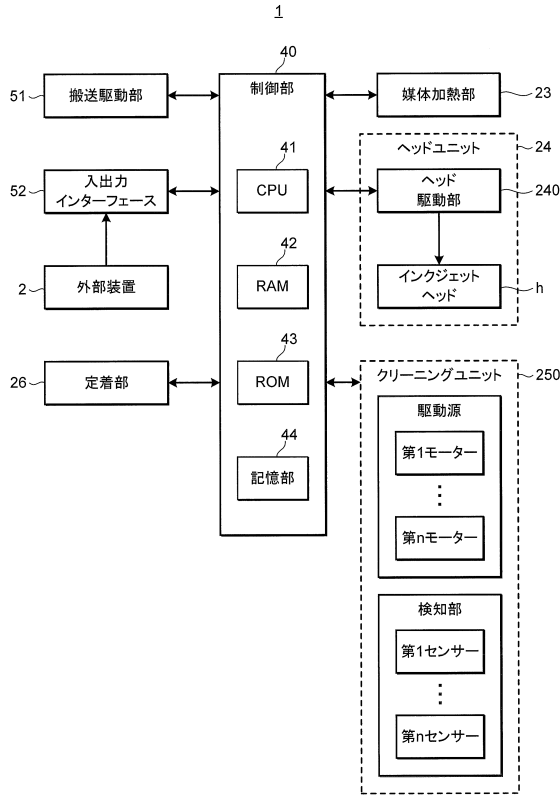 1
40
51
搬送駆動部
制御部
媒体加熱部
23
41
CPU
ヘッドユニット
24
52
入出力
インターフェース
ヘッド
駆動部
240
42
RAM
2
外部装置
インクジェット
ヘッド
h
43
ROM
26
定着部
クリーニングユニット
250
44
記憶部
駆動源
第1モーター
⋮
第nモーター
検知部
第1センサー
⋮
第nセンサー